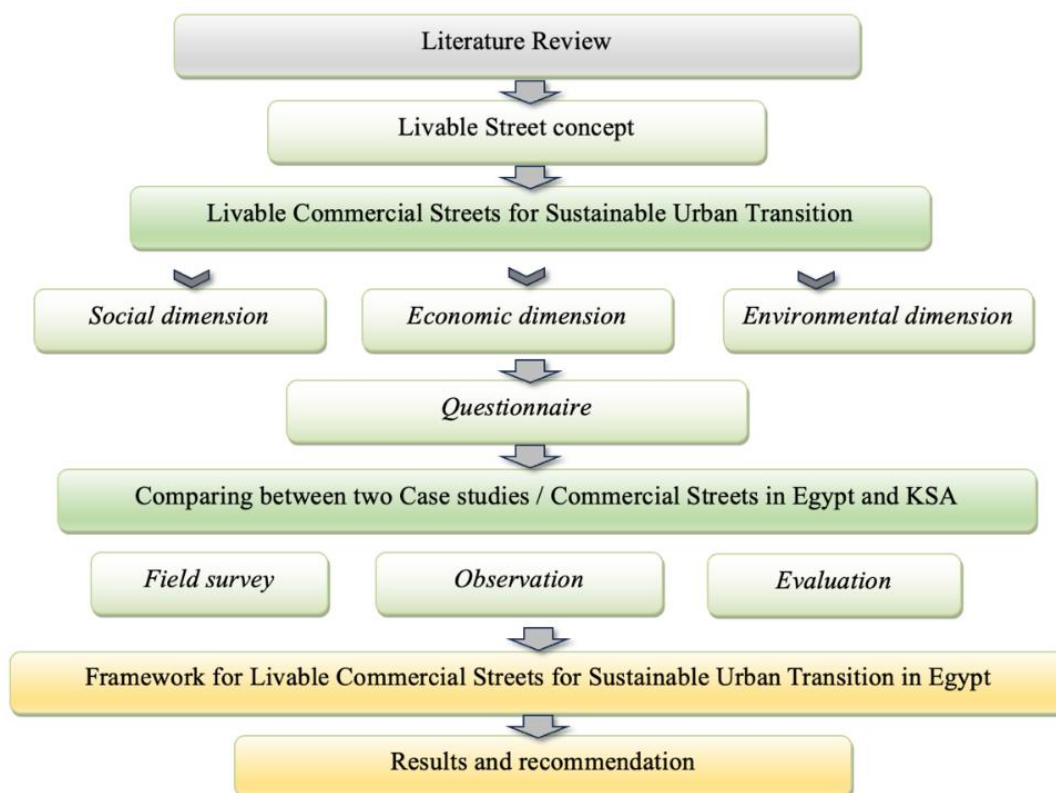 Literature Review
Livable Street concept
Livable Commercial Streets for Sustainable Urban Transition
Social dimension
Economic dimension
Environmental dimension
Questionnaire
Comparing between two Case studies / Commercial Streets in Egypt and KSA
Field survey
Observation
Evaluation
Framework for Livable Commercial Streets for Sustainable Urban Transition in Egypt
Results and recommendation